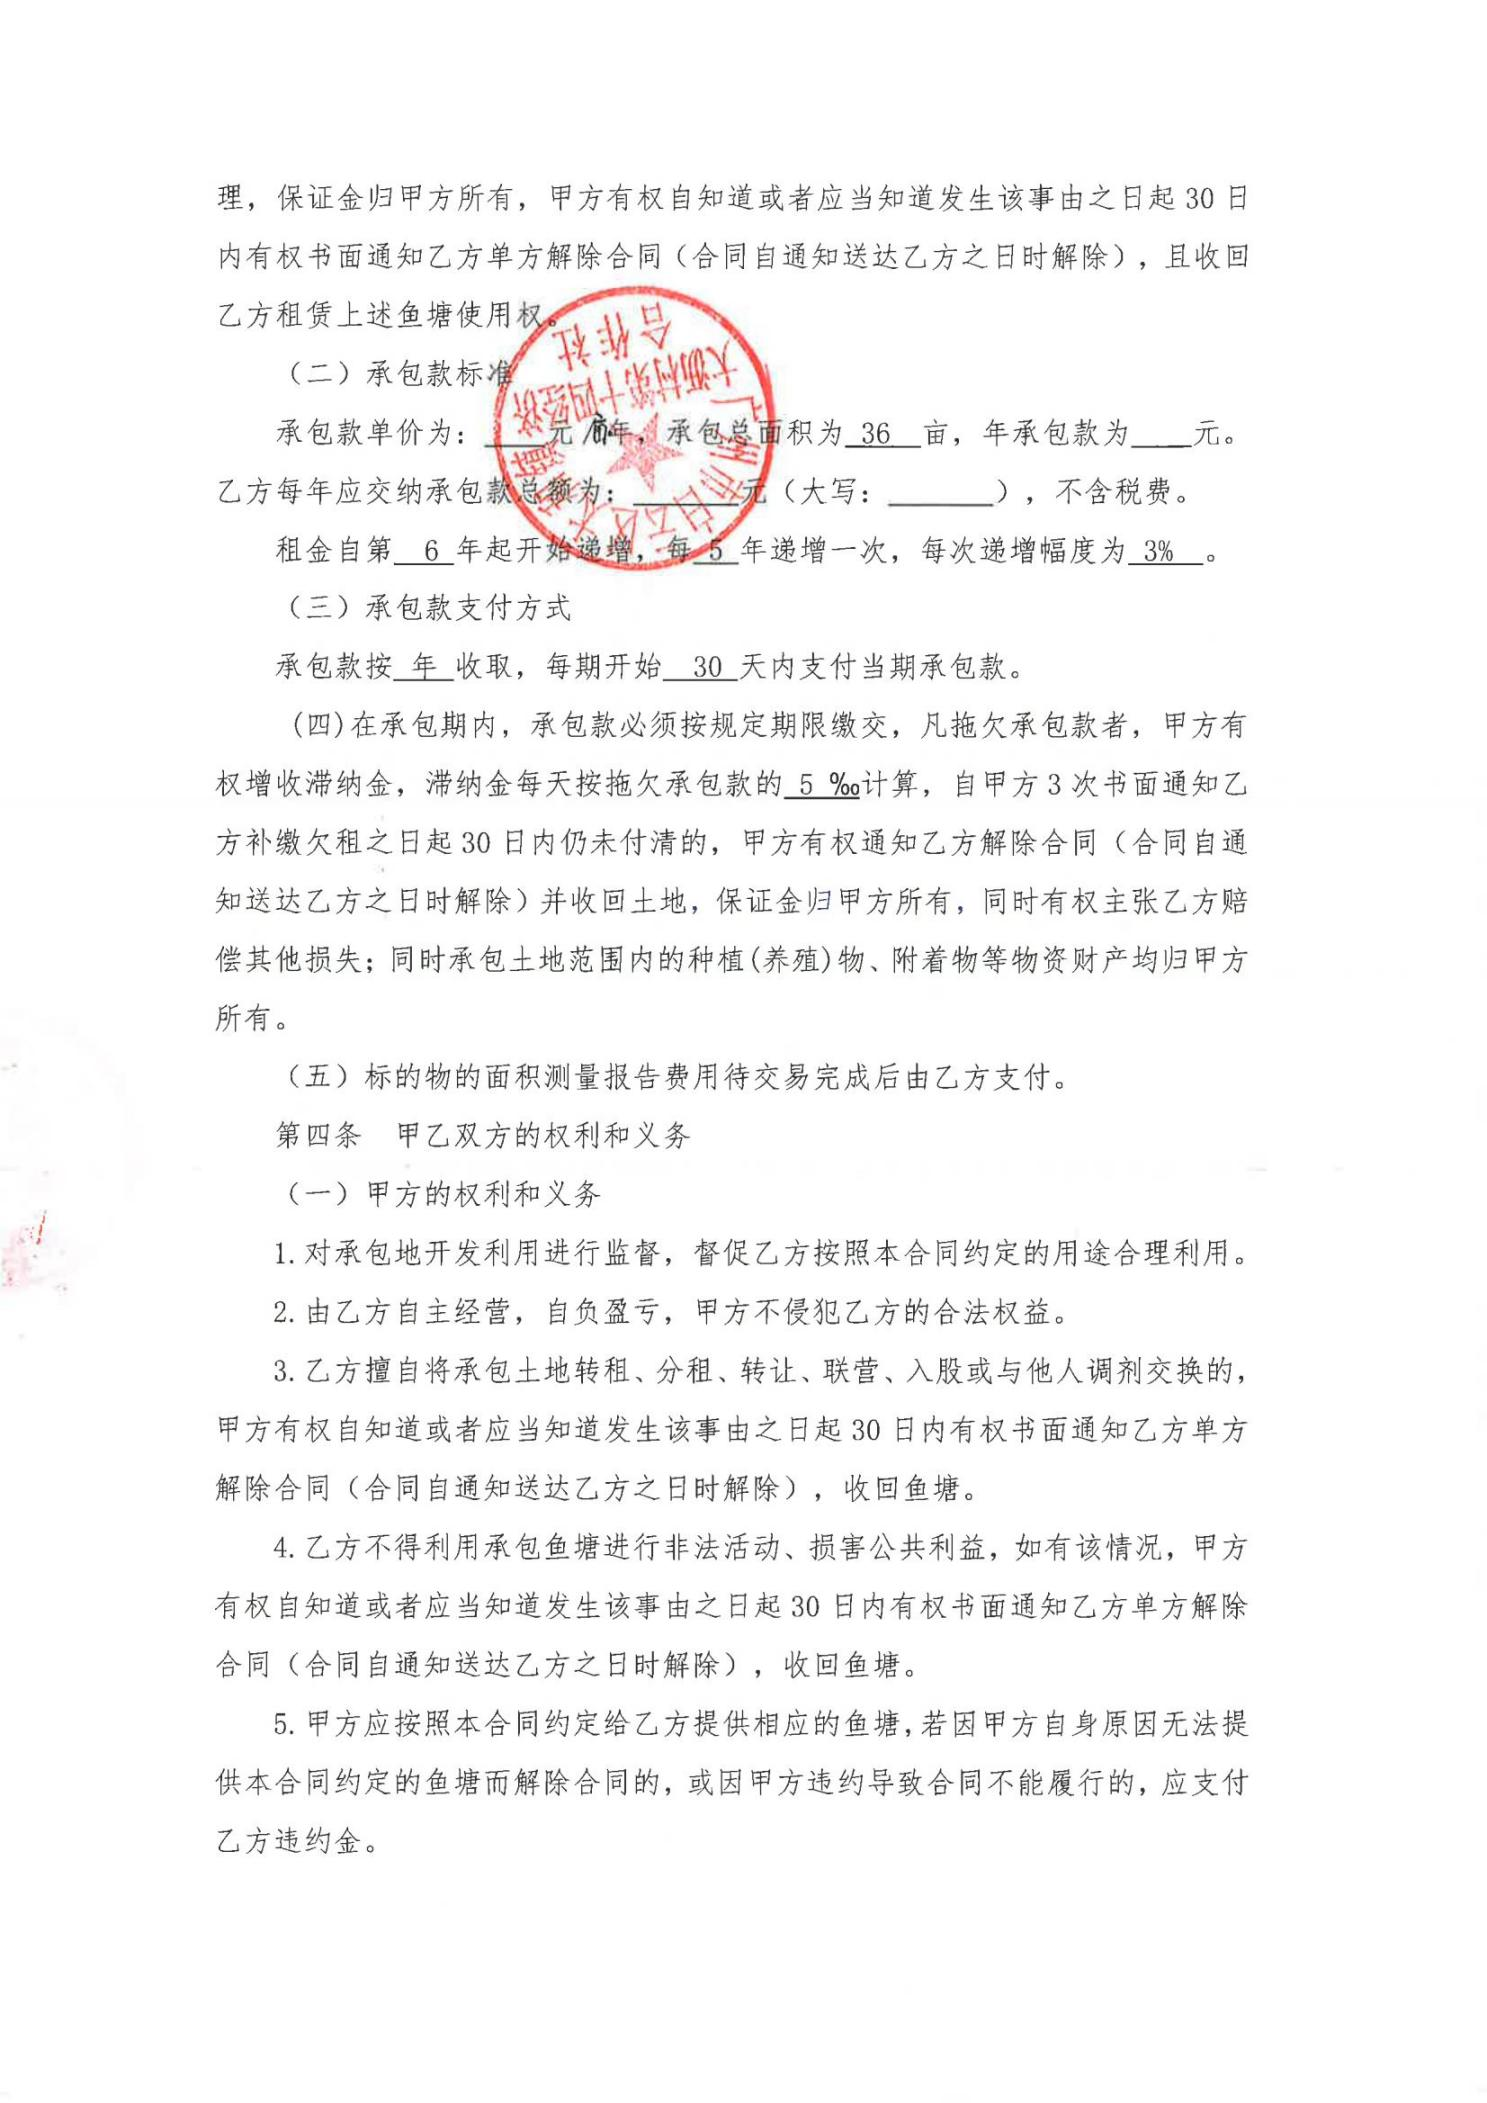 理，保证金归甲方所有，甲方有权自知道或者应当知道发生该事由之日起 30 日
内有权书面通知乙方单方解除合同（合同自通知送达乙方之日时解除），且收回
乙方租赁上述鱼塘使用权。
（二）承包款标准
承包款单价为：____元/亩/年，承包总面积为 36 亩，年承包款为____元。
乙方每年应交纳承包款总额为：_______元（大写：_______），不含税费。
租金自第 6 年起开始递增，每 5 年递增一次，每次递增幅度为 3% 。
（三）承包款支付方式
承包款按 年 收取，每期开始 30 天内支付当期承包款。
(四)在承包期内，承包款必须按规定期限缴交，凡拖欠承包款者，甲方有
权增收滞纳金，滞纳金每天按拖欠承包款的 5 ‰计算，自甲方 3 次书面通知乙
方补缴欠租之日起 30 日内仍未付清的，甲方有权通知乙方解除合同（合同自通
知送达乙方之日时解除）并收回土地，保证金归甲方所有，同时有权主张乙方赔
偿其他损失；同时承包土地范围内的种植(养殖)物、附着物等物资财产均归甲方
所有。
（五）标的物的面积测量报告费用待交易完成后由乙方支付。
第四条　甲乙双方的权利和义务
（一）甲方的权利和义务
1.对承包地开发利用进行监督，督促乙方按照本合同约定的用途合理利用。
2.由乙方自主经营，自负盈亏，甲方不侵犯乙方的合法权益。
3.乙方擅自将承包土地转租、分租、转让、联营、入股或与他人调剂交换的，
甲方有权自知道或者应当知道发生该事由之日起 30 日内有权书面通知乙方单方
解除合同（合同自通知送达乙方之日时解除），收回鱼塘。
4.乙方不得利用承包鱼塘进行非法活动、损害公共利益，如有该情况，甲方
有权自知道或者应当知道发生该事由之日起 30 日内有权书面通知乙方单方解除
合同（合同自通知送达乙方之日时解除），收回鱼塘。
5.甲方应按照本合同约定给乙方提供相应的鱼塘，若因甲方自身原因无法提
供本合同约定的鱼塘而解除合同的，或因甲方违约导致合同不能履行的，应支付
乙方违约金。
大沥村第十四经济
合作社